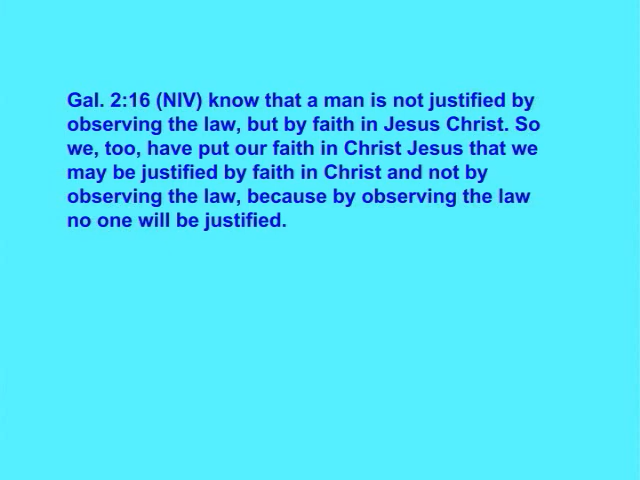 Gal. 2:16 (NIV) know that a man is not justified by
observing the law, but by faith in Jesus Christ. So
we, too, have put our faith in Christ Jesus that we
may be justified by faith in Christ and not by
observing the law, because by observing the law
no one will be justified.